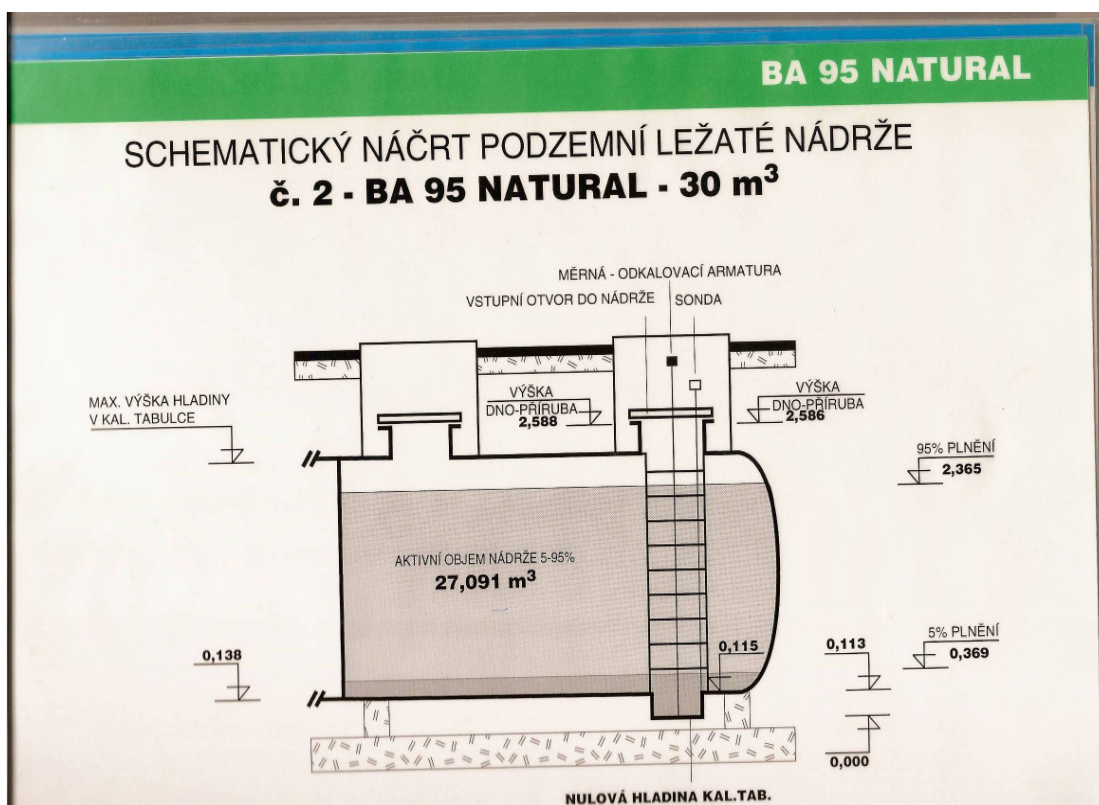 BA 95 NATURAL
SCHEMATICKÝ NÁČRT PODZEMNÍ LEŽATÉ NÁDRŽE
č. 2 - BA 95 NATURAL - 30 m³
MĚRNÁ - ODKALOVACÍ ARMATURA
VSTUPNÍ OTVOR DO NÁDRŽE
SONDA
MAX. VÝŠKA HLADINY
V KAL. TABULCE
VÝŠKA
DNO-PŘÍRUBA
2,588
VÝŠKA
DNO-PŘÍRUBA
2,586
95% PLNĚNÍ
2,365
AKTIVNÍ OBJEM NÁDRŽE 5-95%
27,091 m³
0,138
0,115
0,113
5% PLNĚNÍ
0,369
0,000
NULOVÁ HLADINA KAL.TAB.